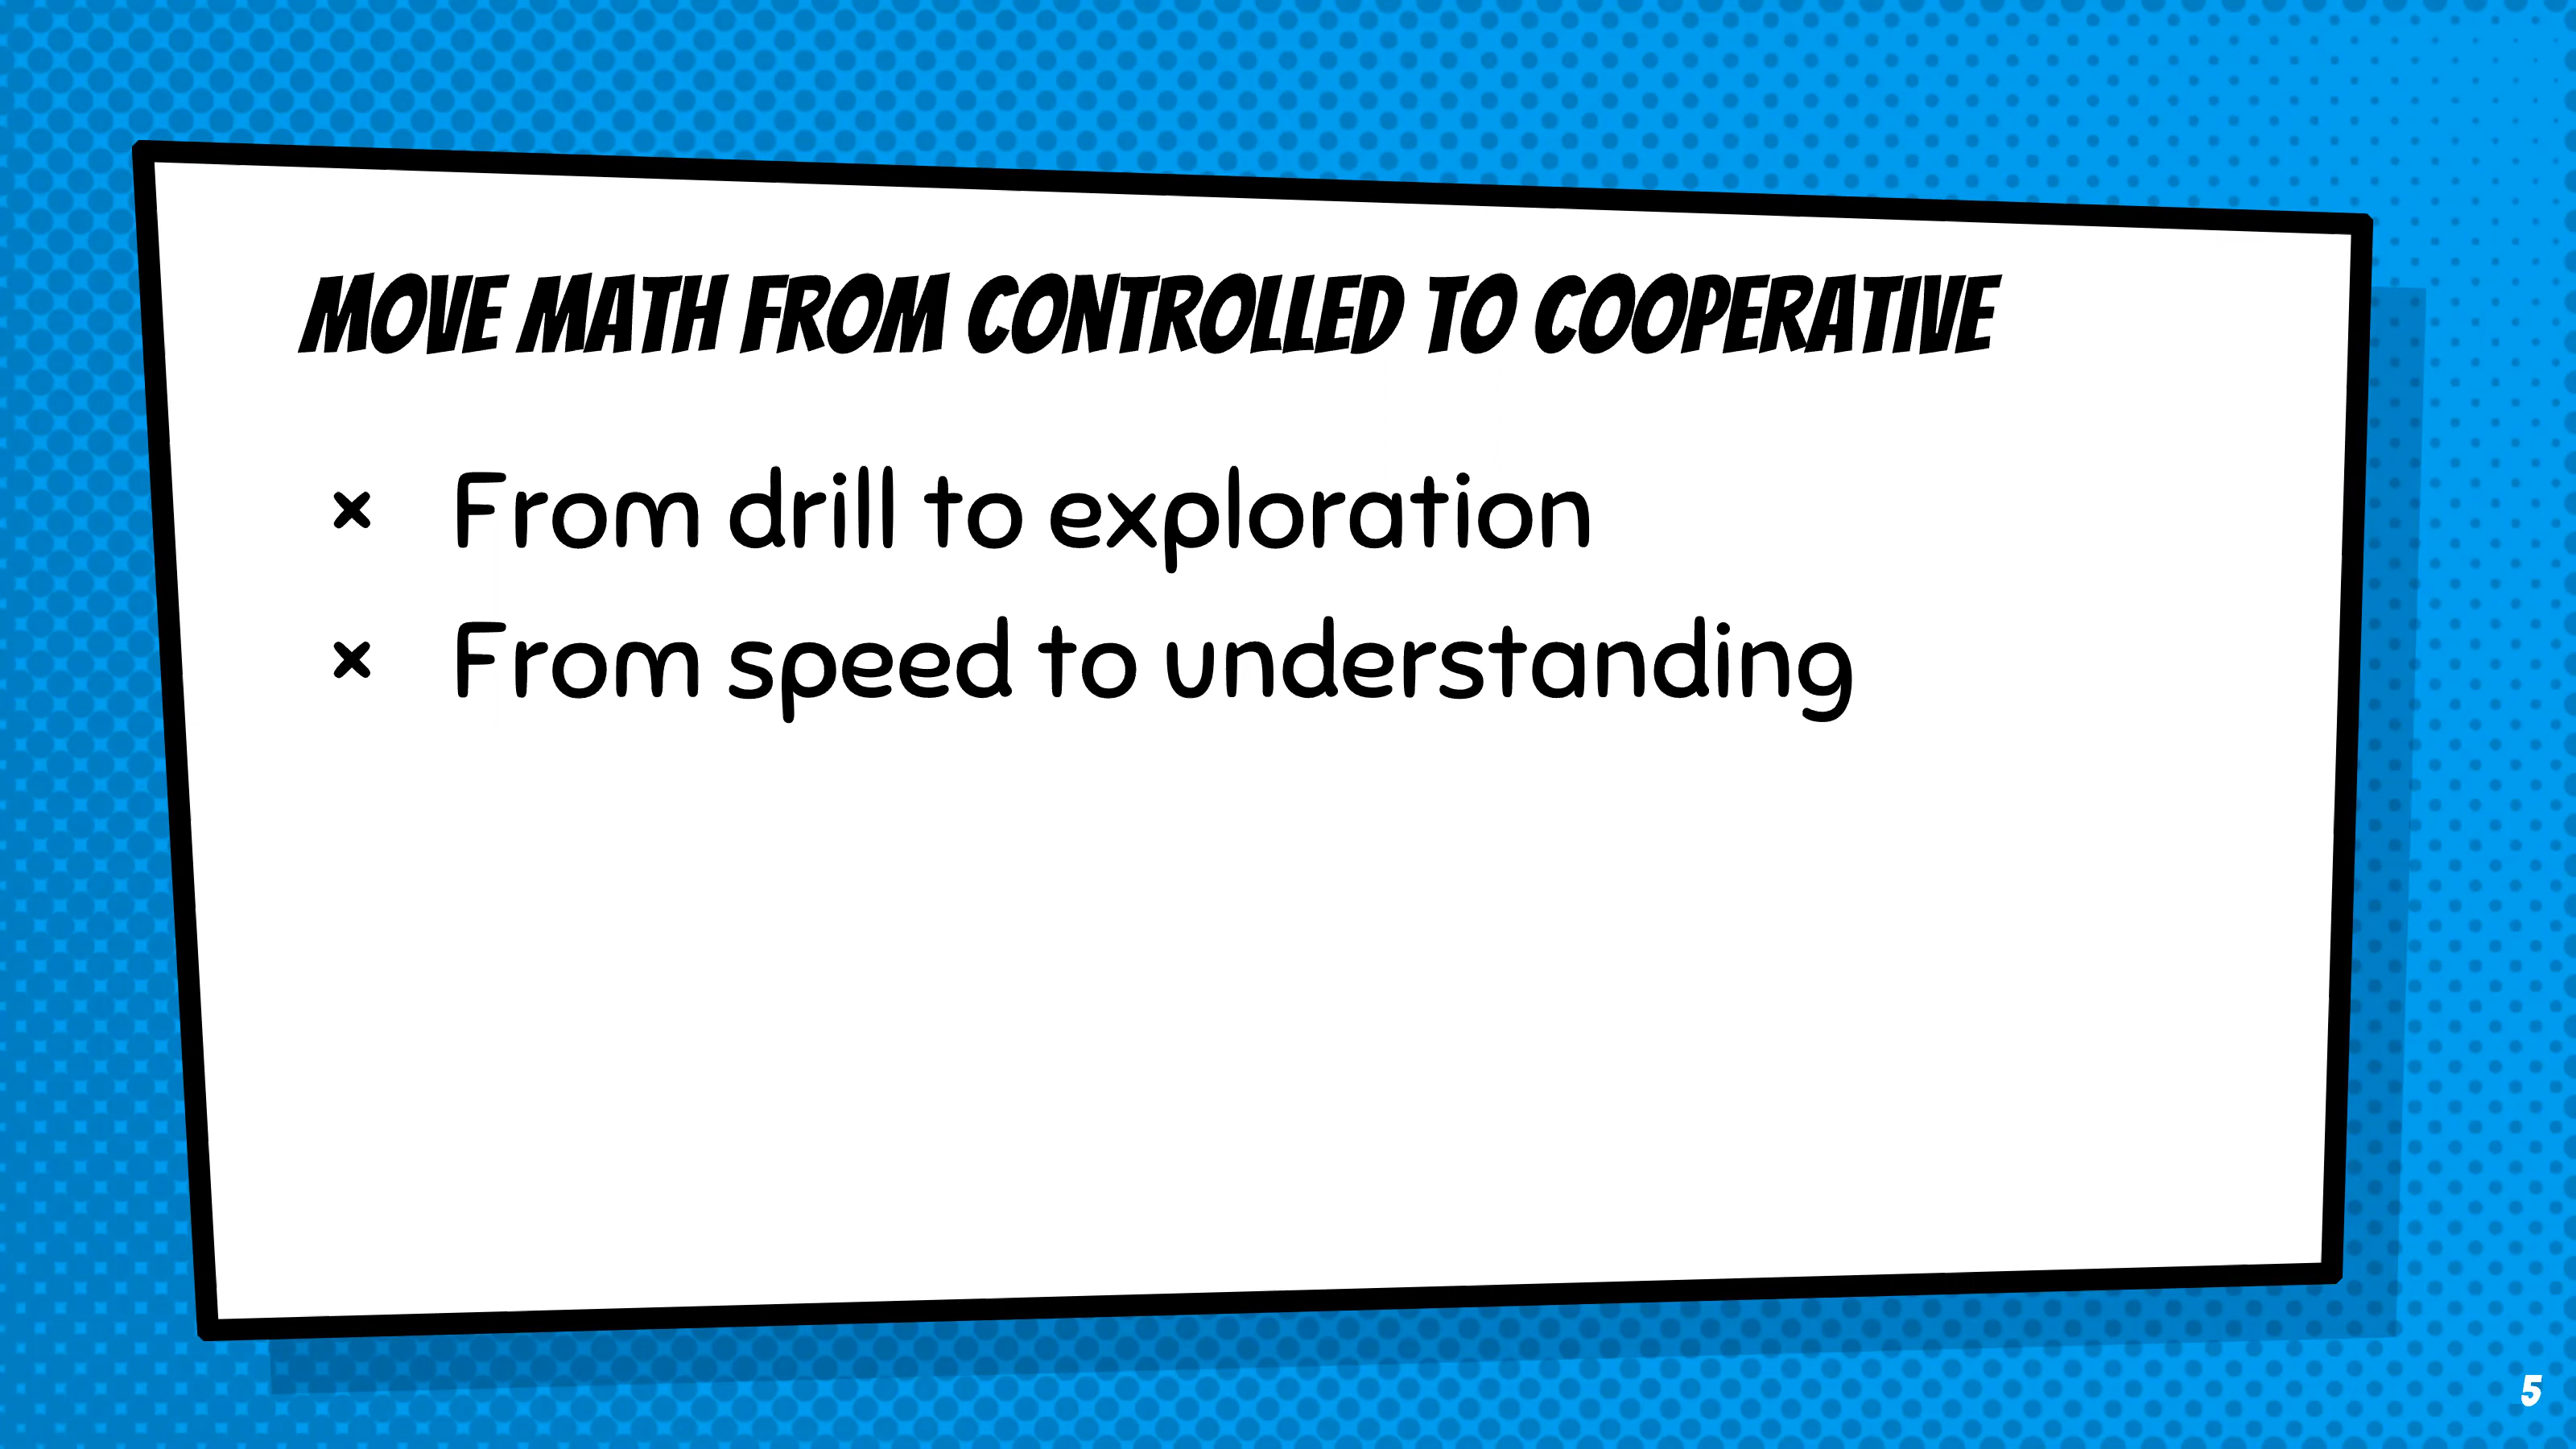 MOVE MATH FROM CONTROLLED TO COOPERATIVE
× From drill to exploration
× From speed to understanding
5